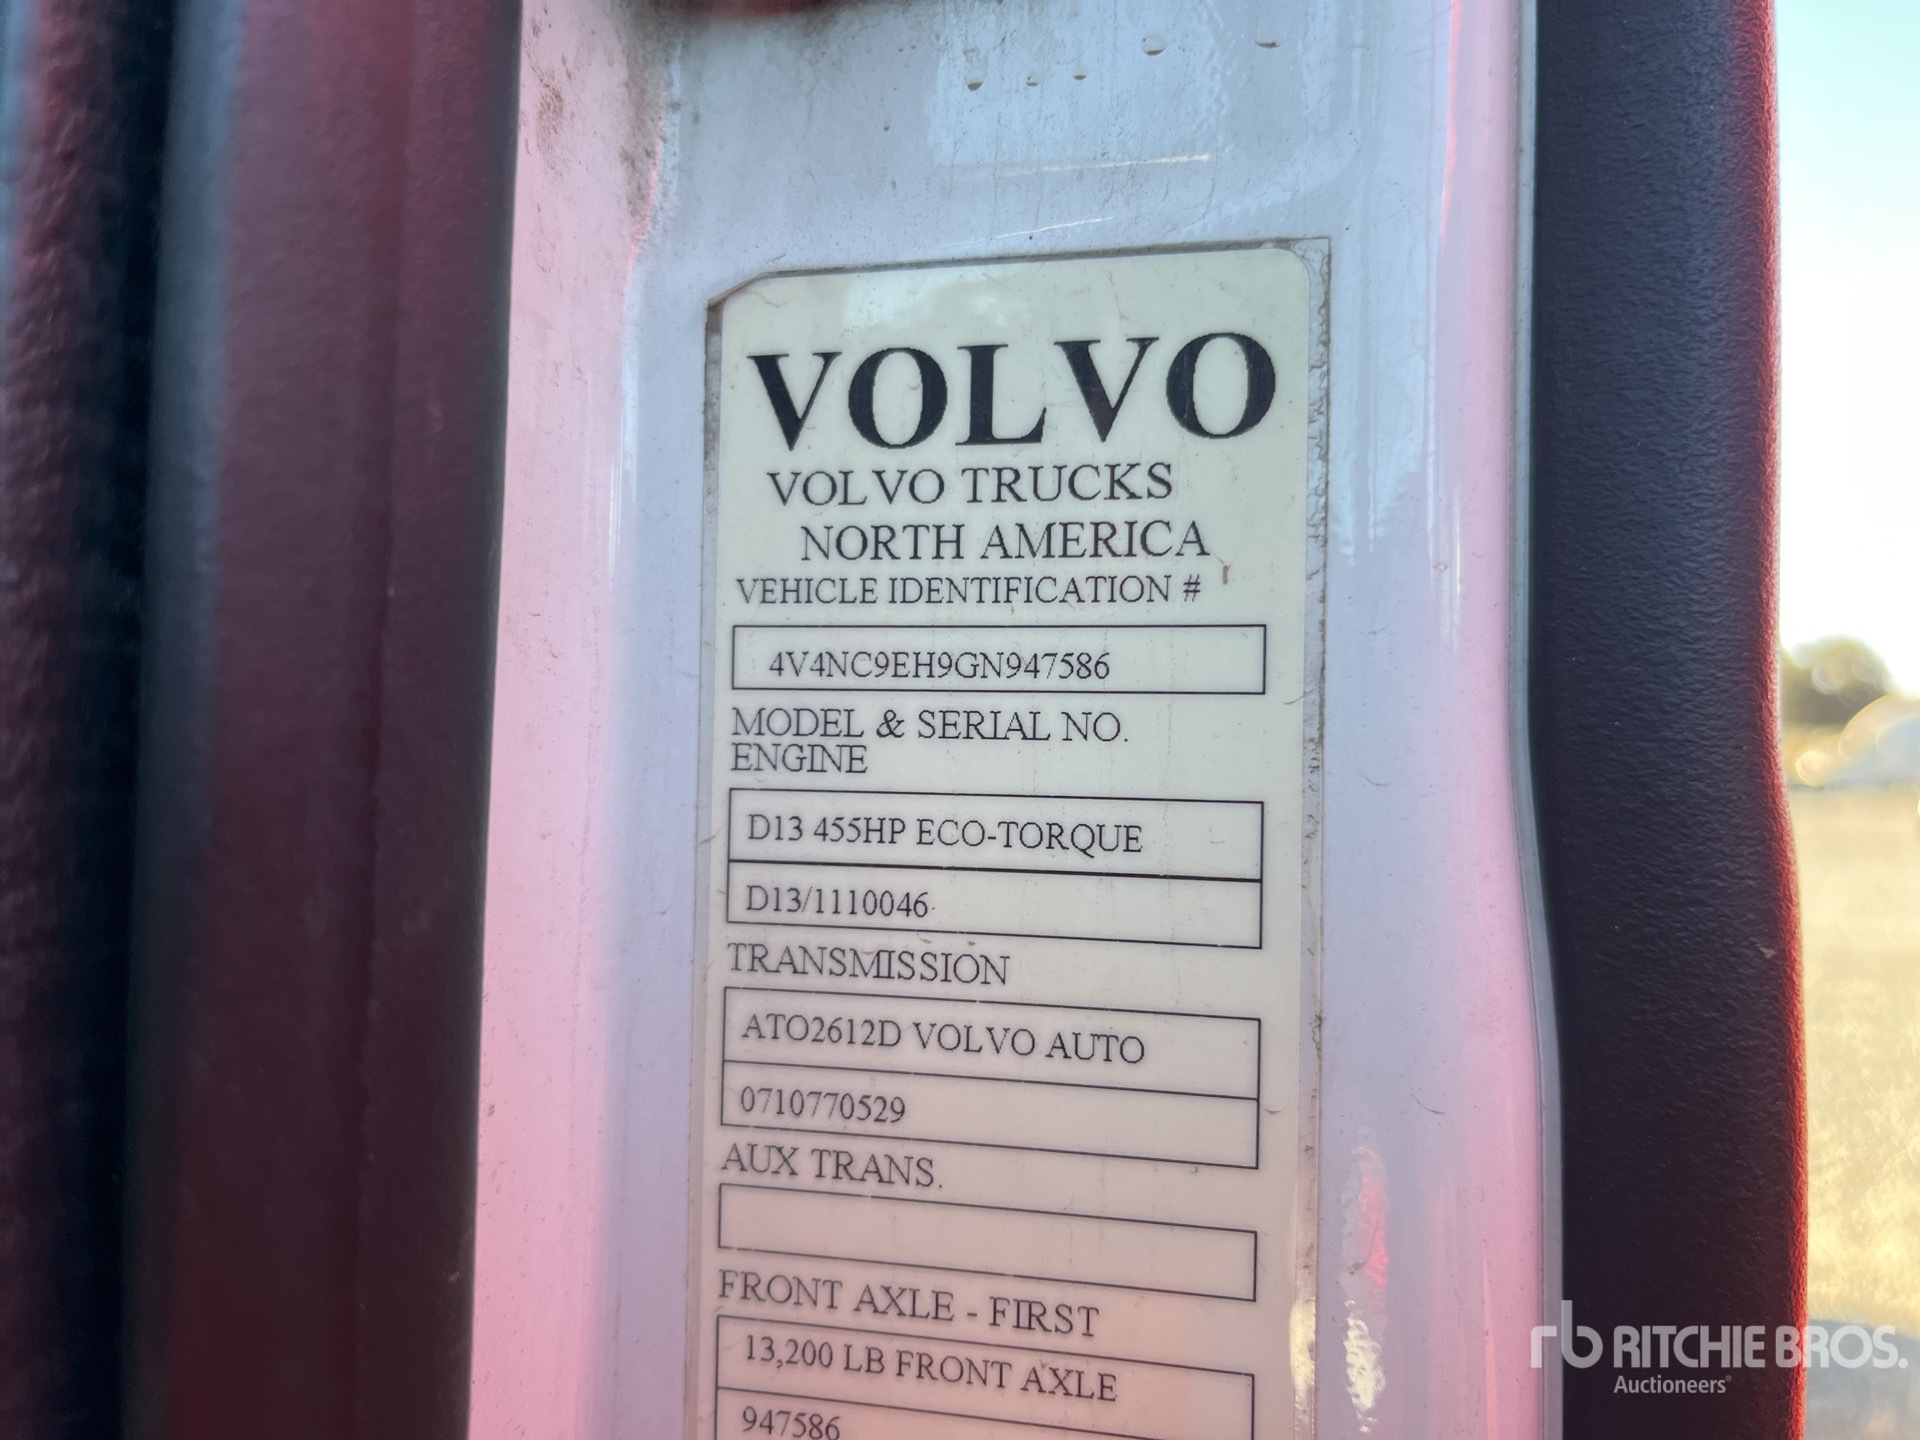 VOLVO
VOLVO TRUCKS
NORTH AMERICA
VEHICLE IDENTIFICATION #
4V4NC9EH9GN947586
MODEL & SERIAL NO.
ENGINE
D13 455HP ECO-TORQUE
D13/1110046
TRANSMISSION
ATO2612D VOLVO AUTO
0710770529
AUX TRANS.
FRONT AXLE - FIRST
13,200 LB FRONT AXLE
947586
rb RITCHIE BROS.
Auctioneers®